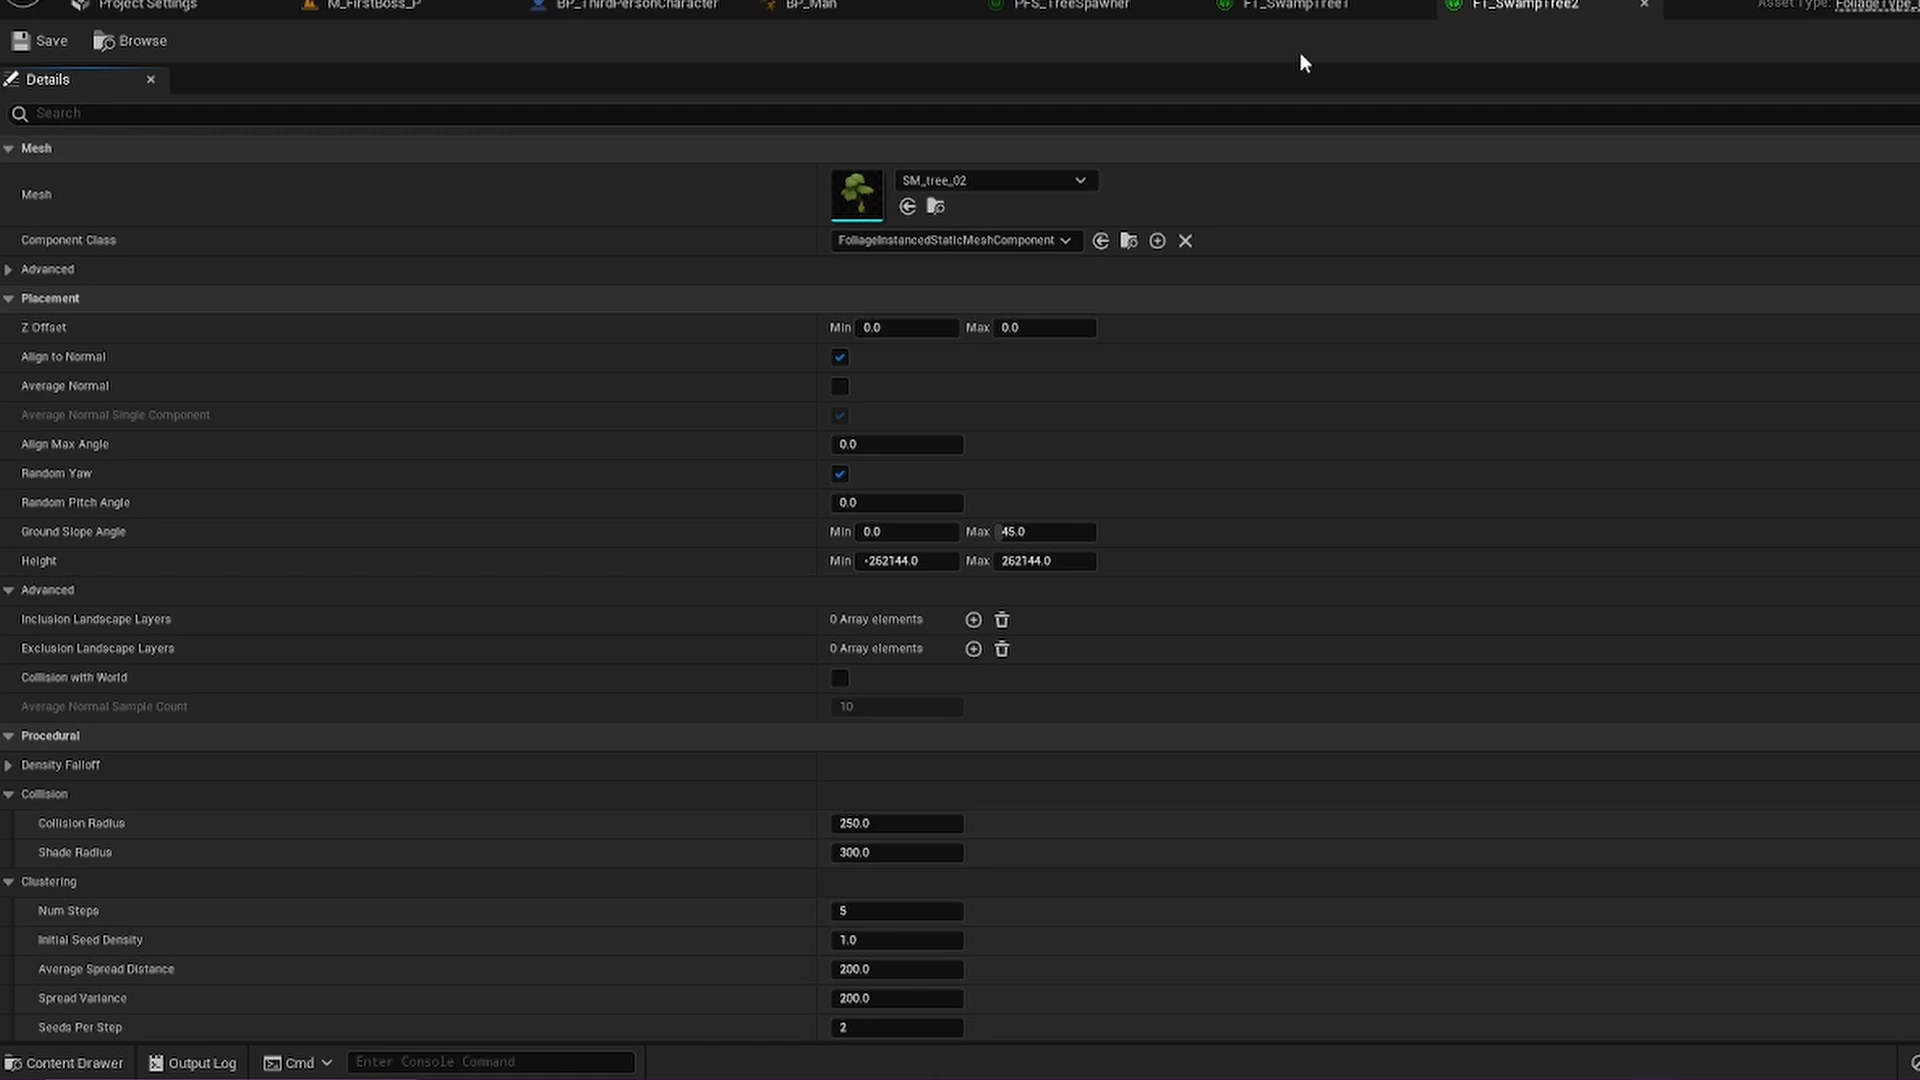 Project Settings M_FirstBoss_P BP_ThirdPersonCharacter BP_Man PFS_TreeSpawner FT_SwampTree1 FT_SwampTree2 Asset Type:
Save Browse
Details
Search
Mesh
Mesh SM_tree_02
Component Class FoliageInstancedStaticMeshComponent
Advanced
Placement
Z Offset Min 0.0 Max 0.0
Align to Normal
Average Normal
Average Normal Single Component
Align Max Angle 0.0
Random Yaw
Random Pitch Angle 0.0
Ground Slope Angle Min 0.0 Max 45.0
Height Min -262144.0 Max 262144.0
Advanced
Inclusion Landscape Layers 0 Array elements
Exclusion Landscape Layers 0 Array elements
Collision with World
Average Normal Sample Count 10
Procedural
Density Falloff
Collision
Collision Radius 250.0
Shade Radius 300.0
Clustering
Num Steps 5
Initial Seed Density 1.0
Average Spread Distance 200.0
Spread Variance 200.0
Seeds Per Step 2
Content Drawer Output Log Cmd Enter Console Command